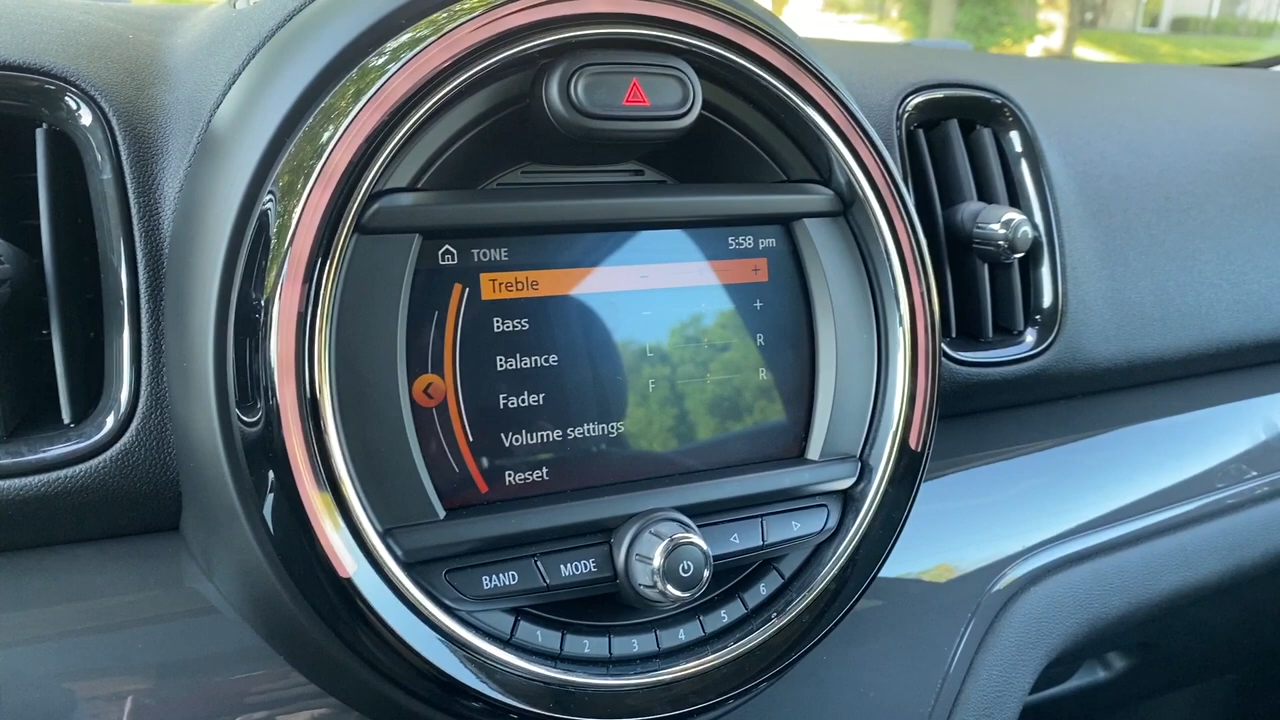 TONE 5:58 pm
Treble - +
Bass - +
Balance L R
Fader F R
Volume settings
Reset
BAND MODE
1 2 3 4 5 6